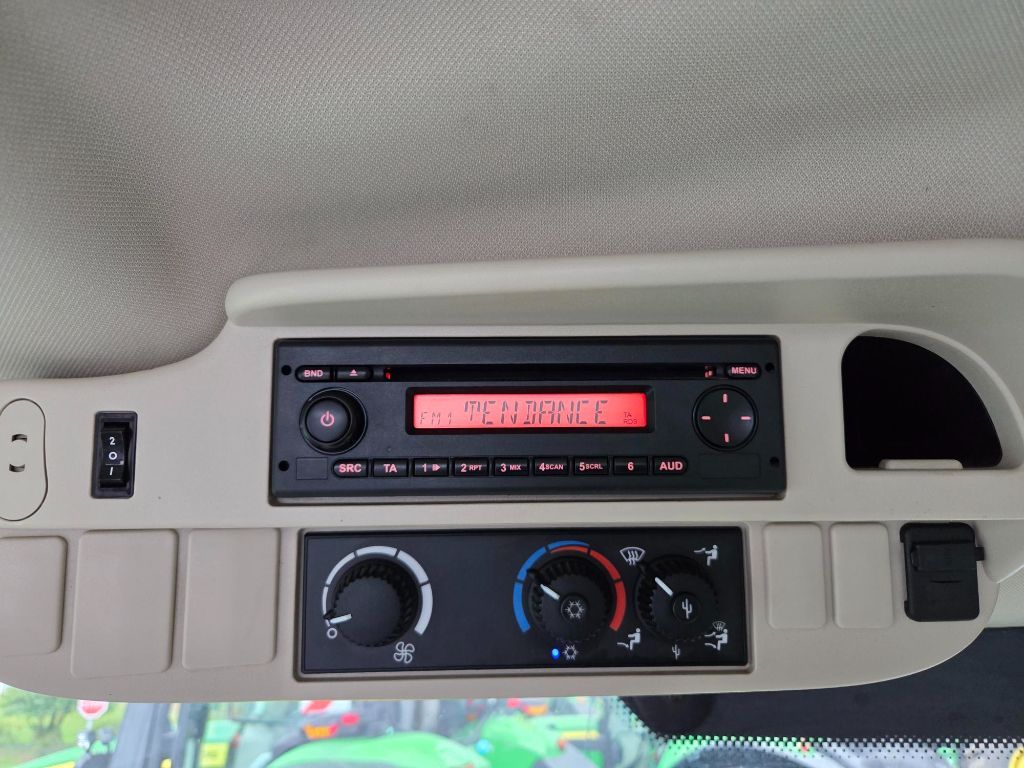 BND
MENU
FM1 TENDANCE TA
RDS
SRC TA 1 2 RPT 3 MIX 4 SCAN 5 SCRL 6 AUD
2
O
I
O